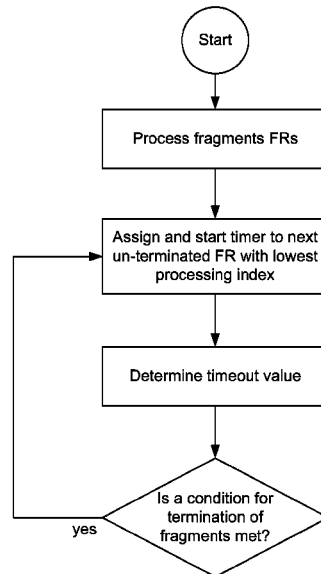 Start
Process fragments FRs
Assign and start timer to next
un-terminated FR with lowest
processing index
Determine timeout value
Is a condition for
termination of
fragments met?
yes